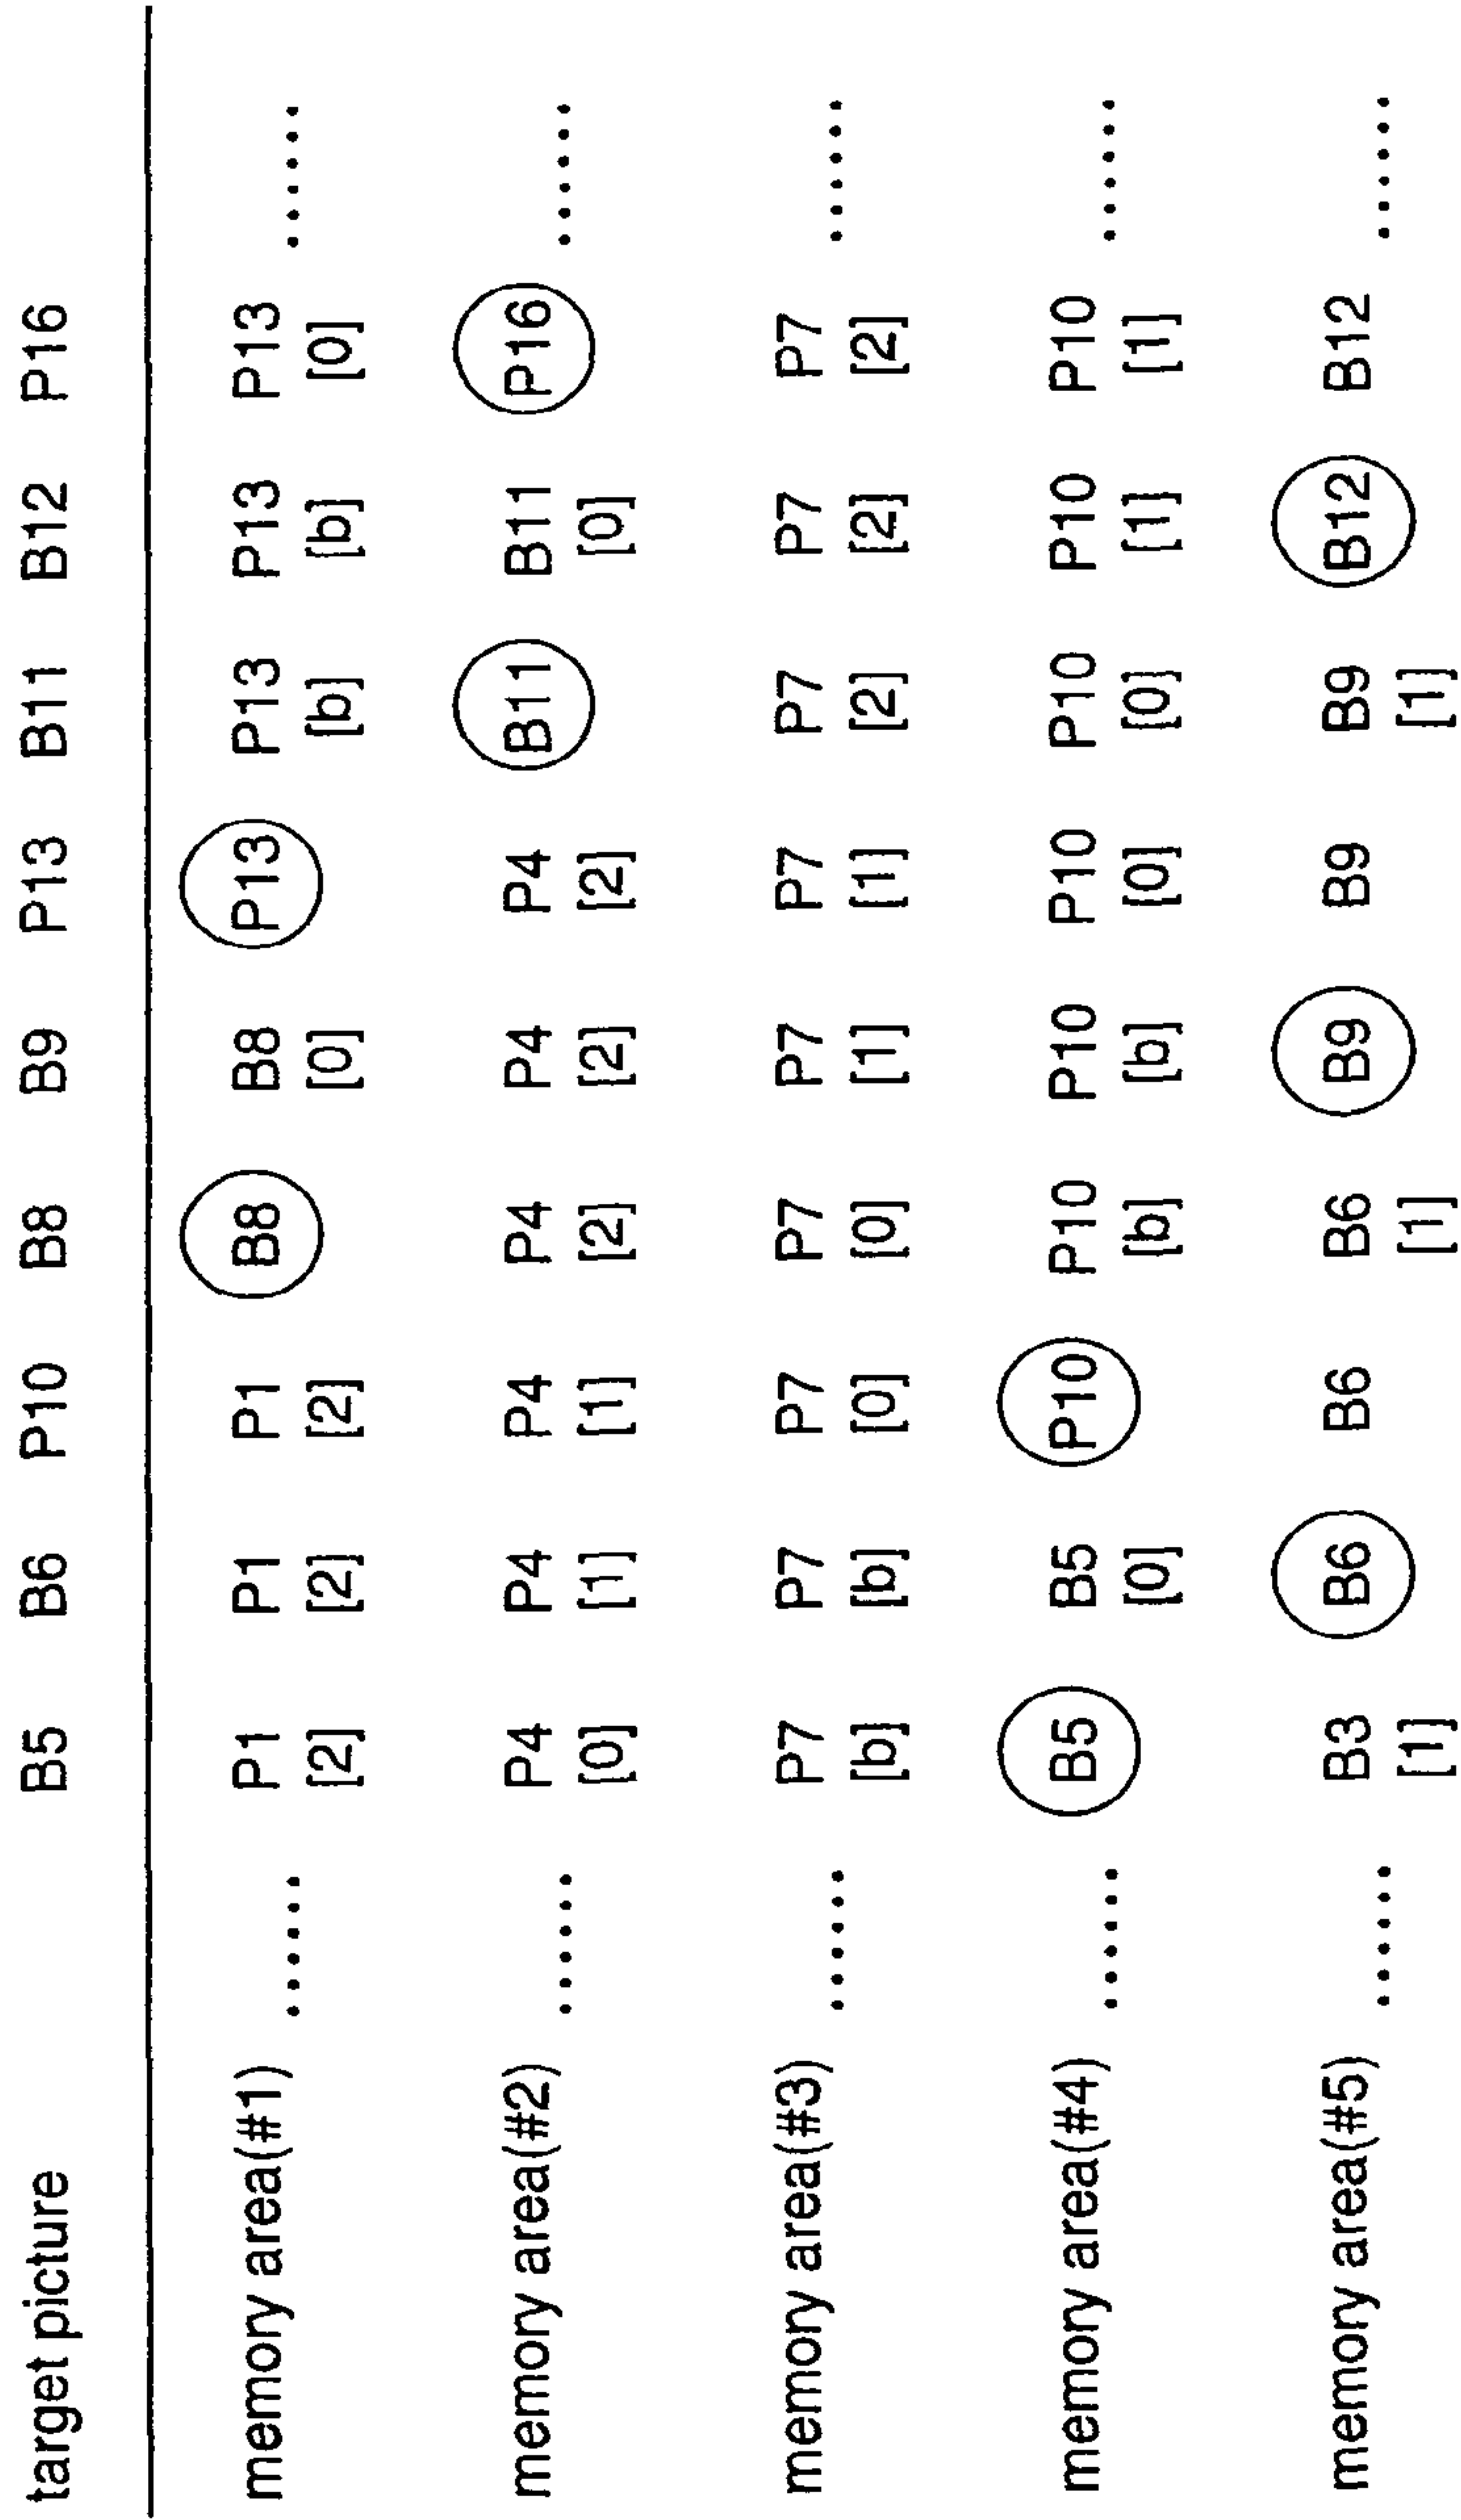 target picture B5 B6 P10 B8 B9 P13 B11 B12 P16
memory area(#1) ...... P1 P1 P1 B8 B8 P13 P13 P13 P13 ......
[2] [2] [2] [0] [b] [b] [0]
memory area(#2) ...... P4 P4 P4 P4 P4 P4 B11 B11 P16 ......
[0] [1] [1] [2] [2] [2] [0]
memory area(#3) ...... P7 P7 P7 P7 P7 P7 P7 P7 P7 ......
[b] [b] [0] [0] [1] [1] [2] [2] [2]
memory area(#4) ...... B5 B5 P10 P10 P10 P10 P10 P10 P10 ......
[0] [b] [b] [0] [0] [1] [1]
memory area(#5) ...... B3 B6 B6 B6 B9 B9 B9 B12 B12 ......
[1] [1] [1]